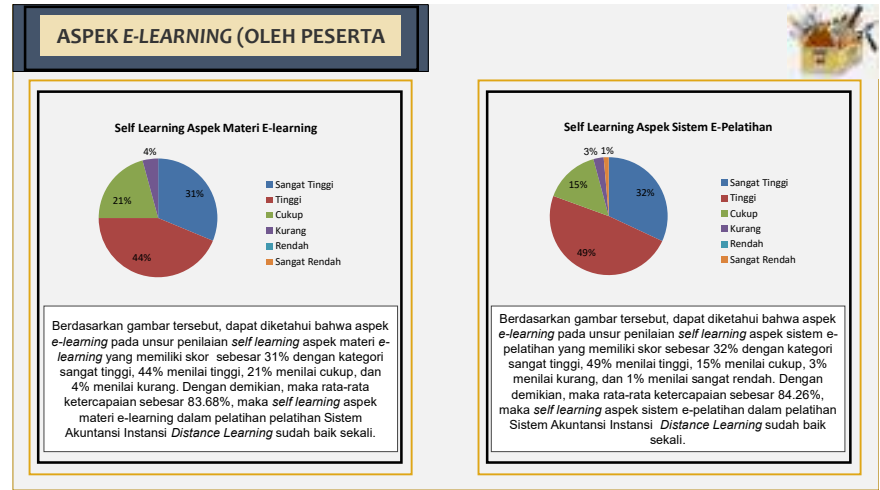 ASPEK E-LEARNING (OLEH PESERTA
Self Learning Aspek Materi E-learning
4%
31%
21%
44%
Sangat Tinggi
Tinggi
Cukup
Kurang
Rendah
Sangat Rendah
Berdasarkan gambar tersebut, dapat diketahui bahwa aspek
e-learning pada unsur penilaian self learning aspek materi e-
learning yang memiliki skor sebesar 31% dengan kategori
sangat tinggi, 44% menilai tinggi, 21% menilai cukup, dan
4% menilai kurang. Dengan demikian, maka rata-rata
ketercapaian sebesar 83.68%, maka self learning aspek
materi e-learning dalam pelatihan pelatihan Sistem
Akuntansi Instansi Distance Learning sudah baik sekali.
Self Learning Aspek Sistem E-Pelatihan
3% 1%
15%
32%
49%
Sangat Tinggi
Tinggi
Cukup
Kurang
Rendah
Sangat Rendah
Berdasarkan gambar tersebut, dapat diketahui bahwa aspek
e-learning pada unsur penilaian self learning aspek sistem e-
pelatihan yang memiliki skor sebesar 32% dengan kategori
sangat tinggi, 49% menilai tinggi, 15% menilai cukup, 3%
menilai kurang, dan 1% menilai sangat rendah. Dengan
demikian, maka rata-rata ketercapaian sebesar 84.26%,
maka self learning aspek sistem e-pelatihan dalam pelatihan
Sistem Akuntansi Instansi Distance Learning sudah baik
sekali.